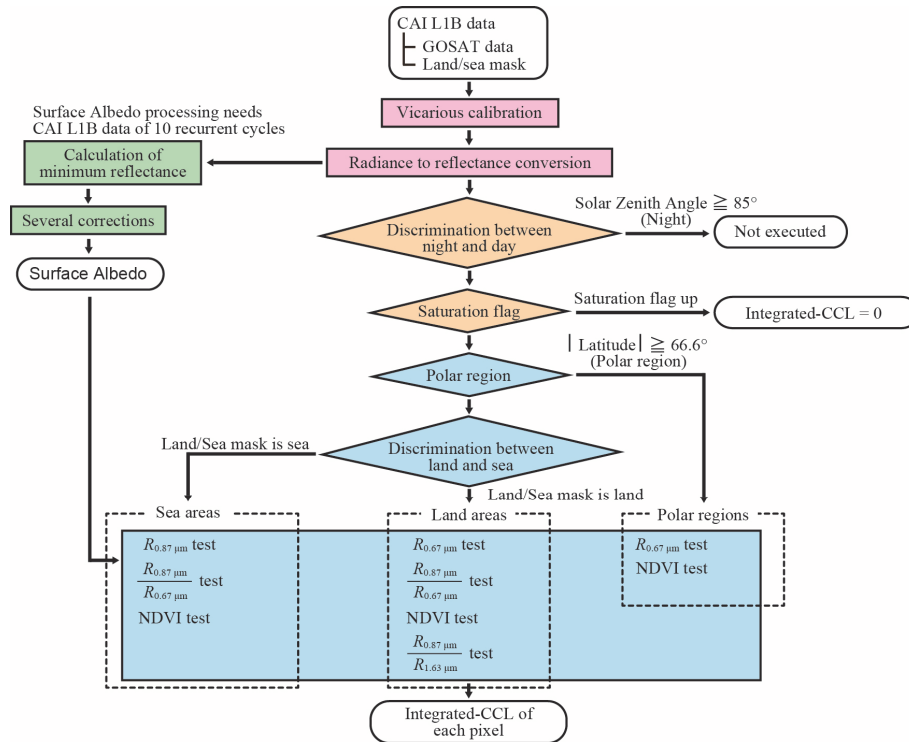 CAI L1B data
GOSAT data
Land/sea mask
Vicarious calibration
Surface Albedo processing needs
CAI L1B data of 10 recurrent cycles
Calculation of
minimum reflectance
Radiance to reflectance conversion
Several corrections
Surface Albedo
Discrimination between
night and day
Solar Zenith Angle ≧ 85°
(Night)
Not executed
Saturation flag
Saturation flag up
Integrated-CCL = 0
Polar region
| Latitude | ≧ 66.6°
(Polar region)
Discrimination between
land and sea
Land/Sea mask is sea
Land/Sea mask is land
Sea areas
R0.87 μm test
R0.87 μm
R0.67 μm
test
NDVI test
Land areas
R0.67 μm test
R0.87 μm
R0.67 μm
test
NDVI test
R0.87 μm
R1.63 μm
test
Polar regions
R0.67 μm test
NDVI test
Integrated-CCL of
each pixel